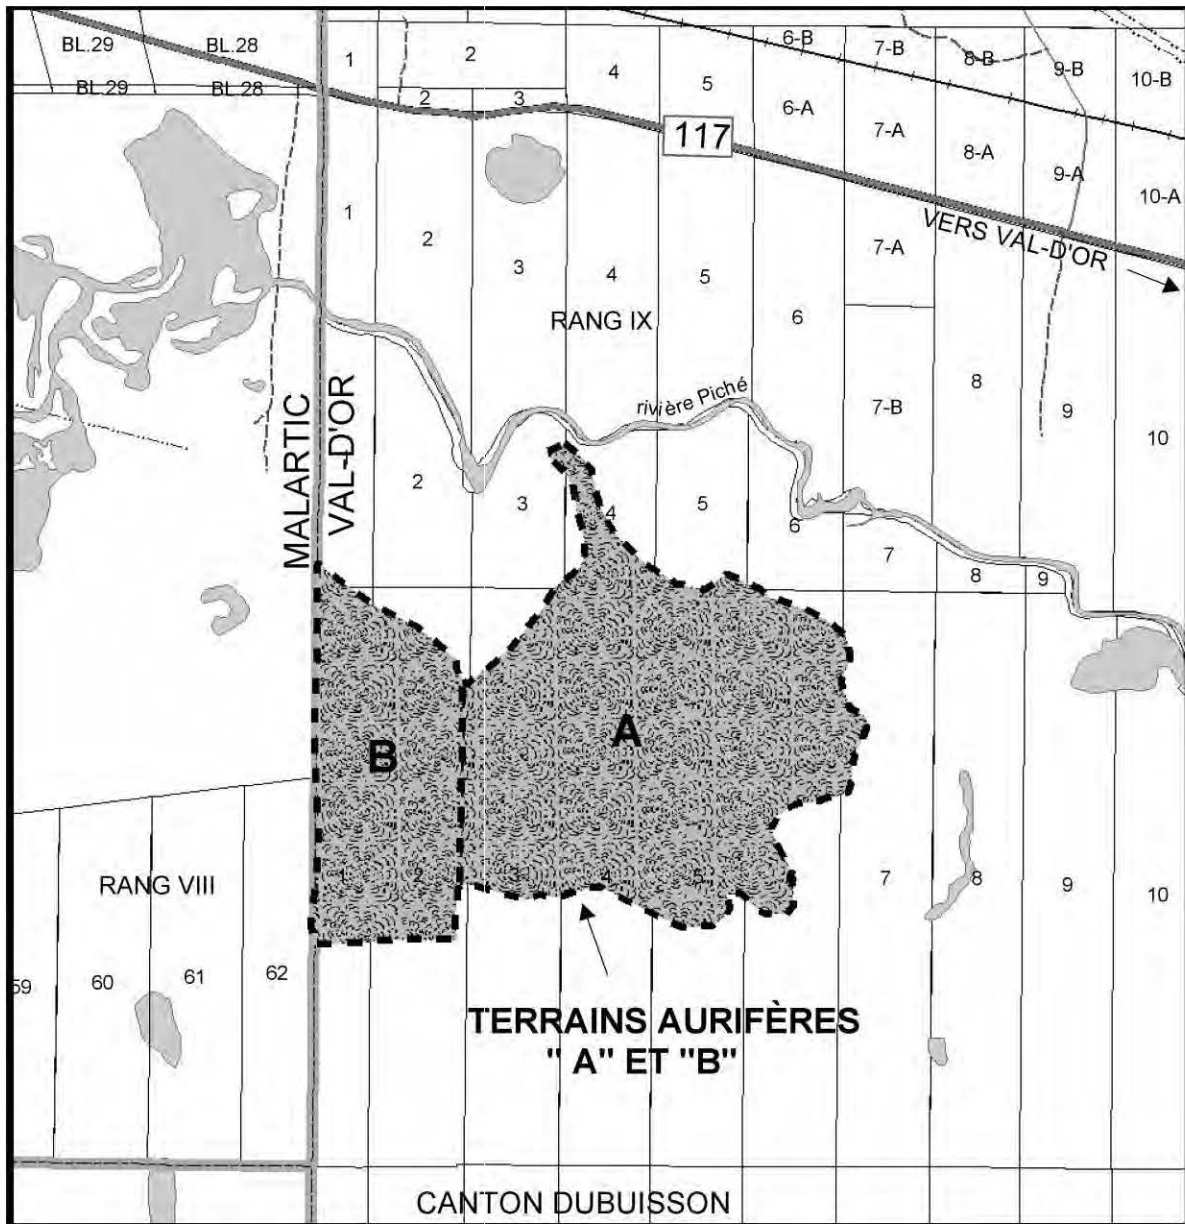 BL.29 BL.28 1 2 4 5 6-B 7-B 8-B 9-B 10-B
BL.29 BL.28 2 3 6-A 7-A 8-A 9-A 10-A
117
1 2 3 4 5 6 7-A
VERS VAL-D'OR
RANG IX
rivière Piché
7-B 8 9 10
MALARTIC
VAL-D'OR
2 3 4 5 6 7 8 9
B A
RANG VIII
1 2 3 4 5 7 8 9 10
59 60 61 62
TERRAINS AURIFÈRES
" A" ET "B"
CANTON DUBUISSON